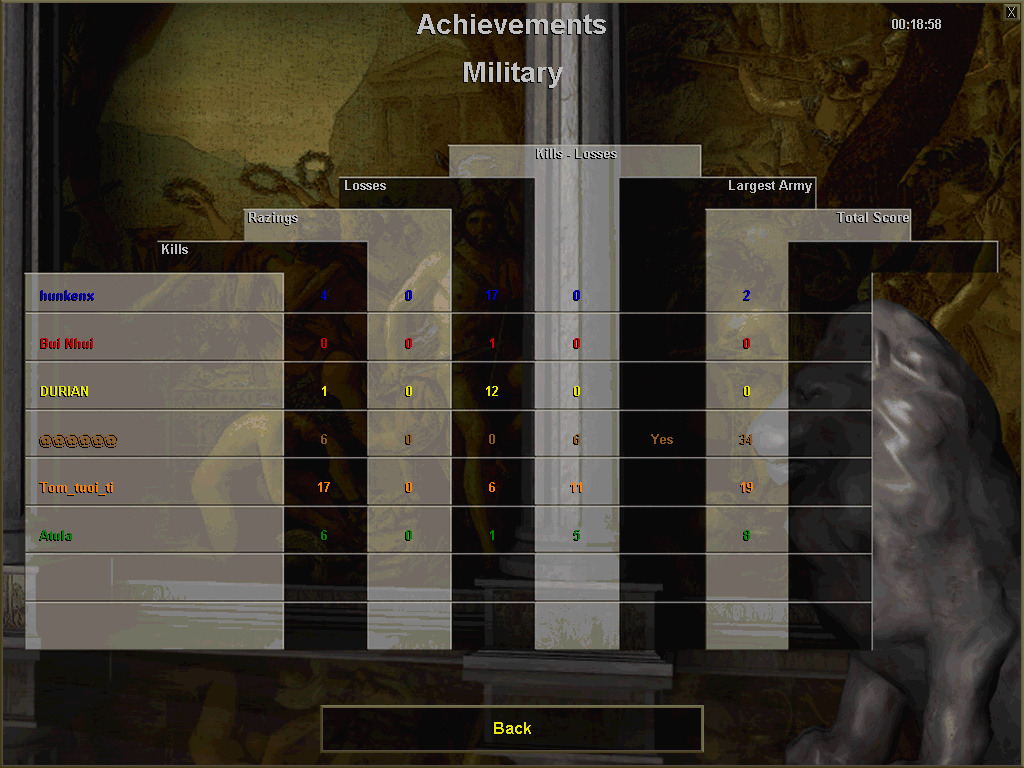 Achievements
00:18:58
X
Military
Kills - Losses
Losses
Largest Army
Razings
Total Score
Kills
hunkenx 1 0 17 0 2
Bui Nhui 0 0 1 0 0
DURIAN 1 0 12 0 0
@@@@@@ 6 0 0 6 Yes 34
Tom_tuoi_ti 17 0 6 11 19
Atula 6 0 1 5 8
Back